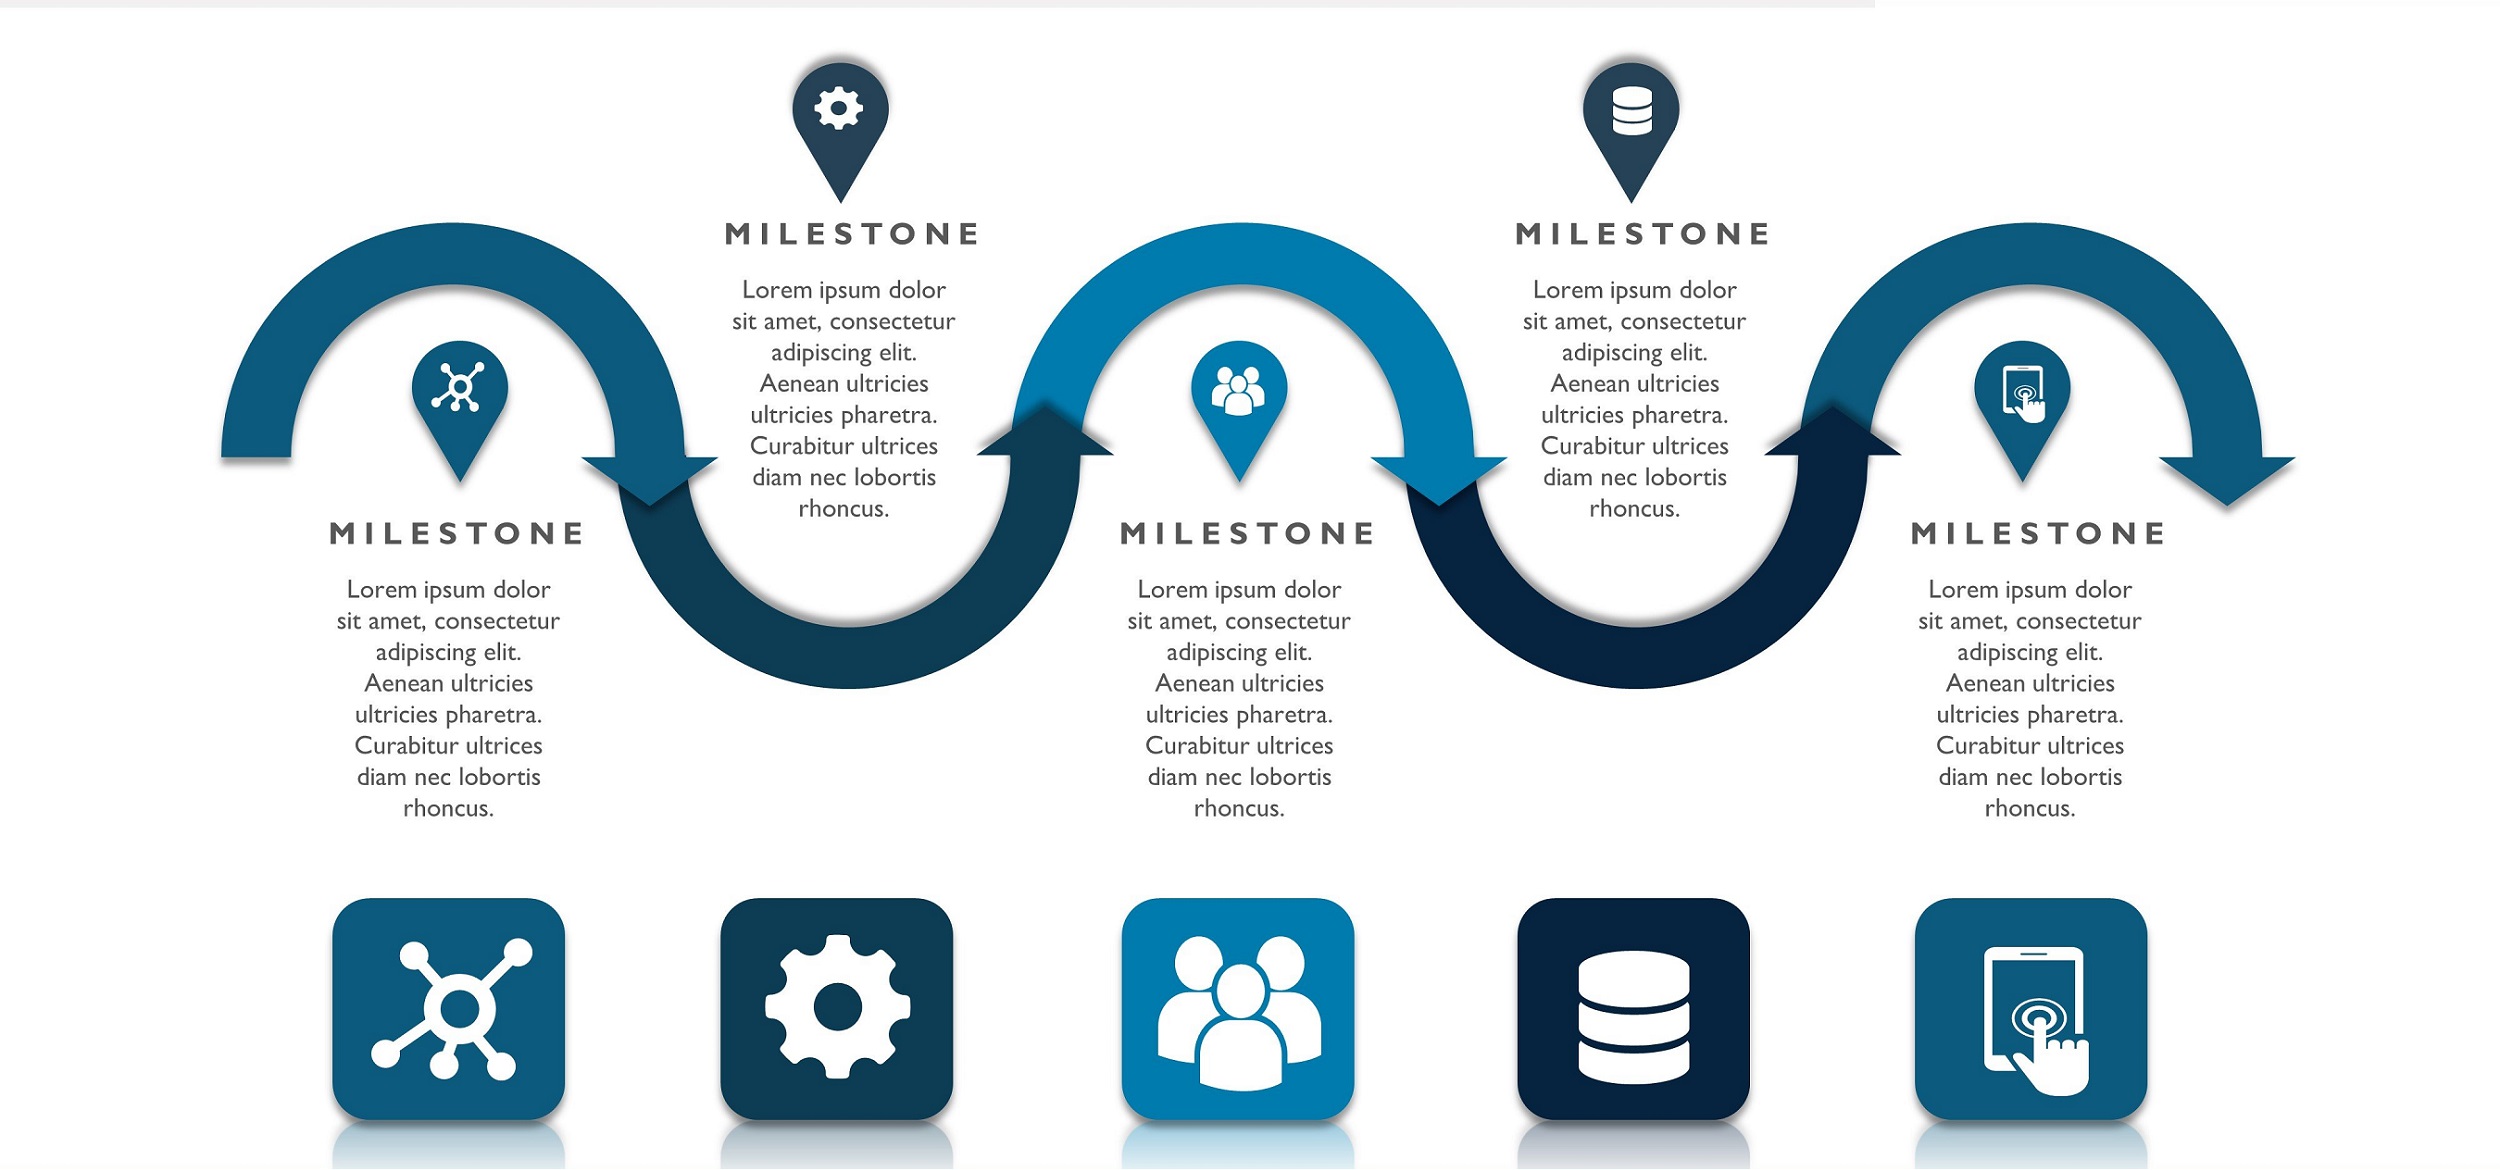 MILESTONE
Lorem ipsum dolor
sit amet, consectetur
adipiscing elit.
Aenean ultricies
ultricies pharetra.
Curabitur ultrices
diam nec lobortis
rhoncus.
MILESTONE
Lorem ipsum dolor
sit amet, consectetur
adipiscing elit.
Aenean ultricies
ultricies pharetra.
Curabitur ultrices
diam nec lobortis
rhoncus.
MILESTONE
Lorem ipsum dolor
sit amet, consectetur
adipiscing elit.
Aenean ultricies
ultricies pharetra.
Curabitur ultrices
diam nec lobortis
rhoncus.
MILESTONE
Lorem ipsum dolor
sit amet, consectetur
adipiscing elit.
Aenean ultricies
ultricies pharetra.
Curabitur ultrices
diam nec lobortis
rhoncus.
MILESTONE
Lorem ipsum dolor
sit amet, consectetur
adipiscing elit.
Aenean ultricies
ultricies pharetra.
Curabitur ultrices
diam nec lobortis
rhoncus.